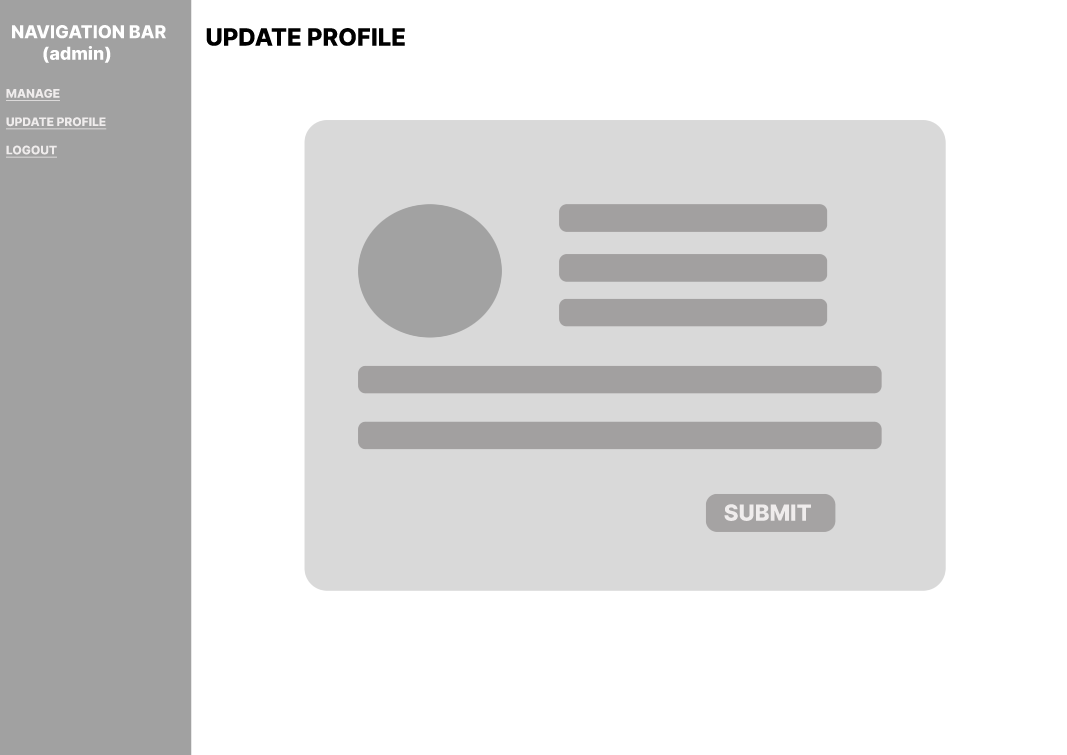 NAVIGATION BAR
(admin)
MANAGE
UPDATE PROFILE
LOGOUT
UPDATE PROFILE
SUBMIT